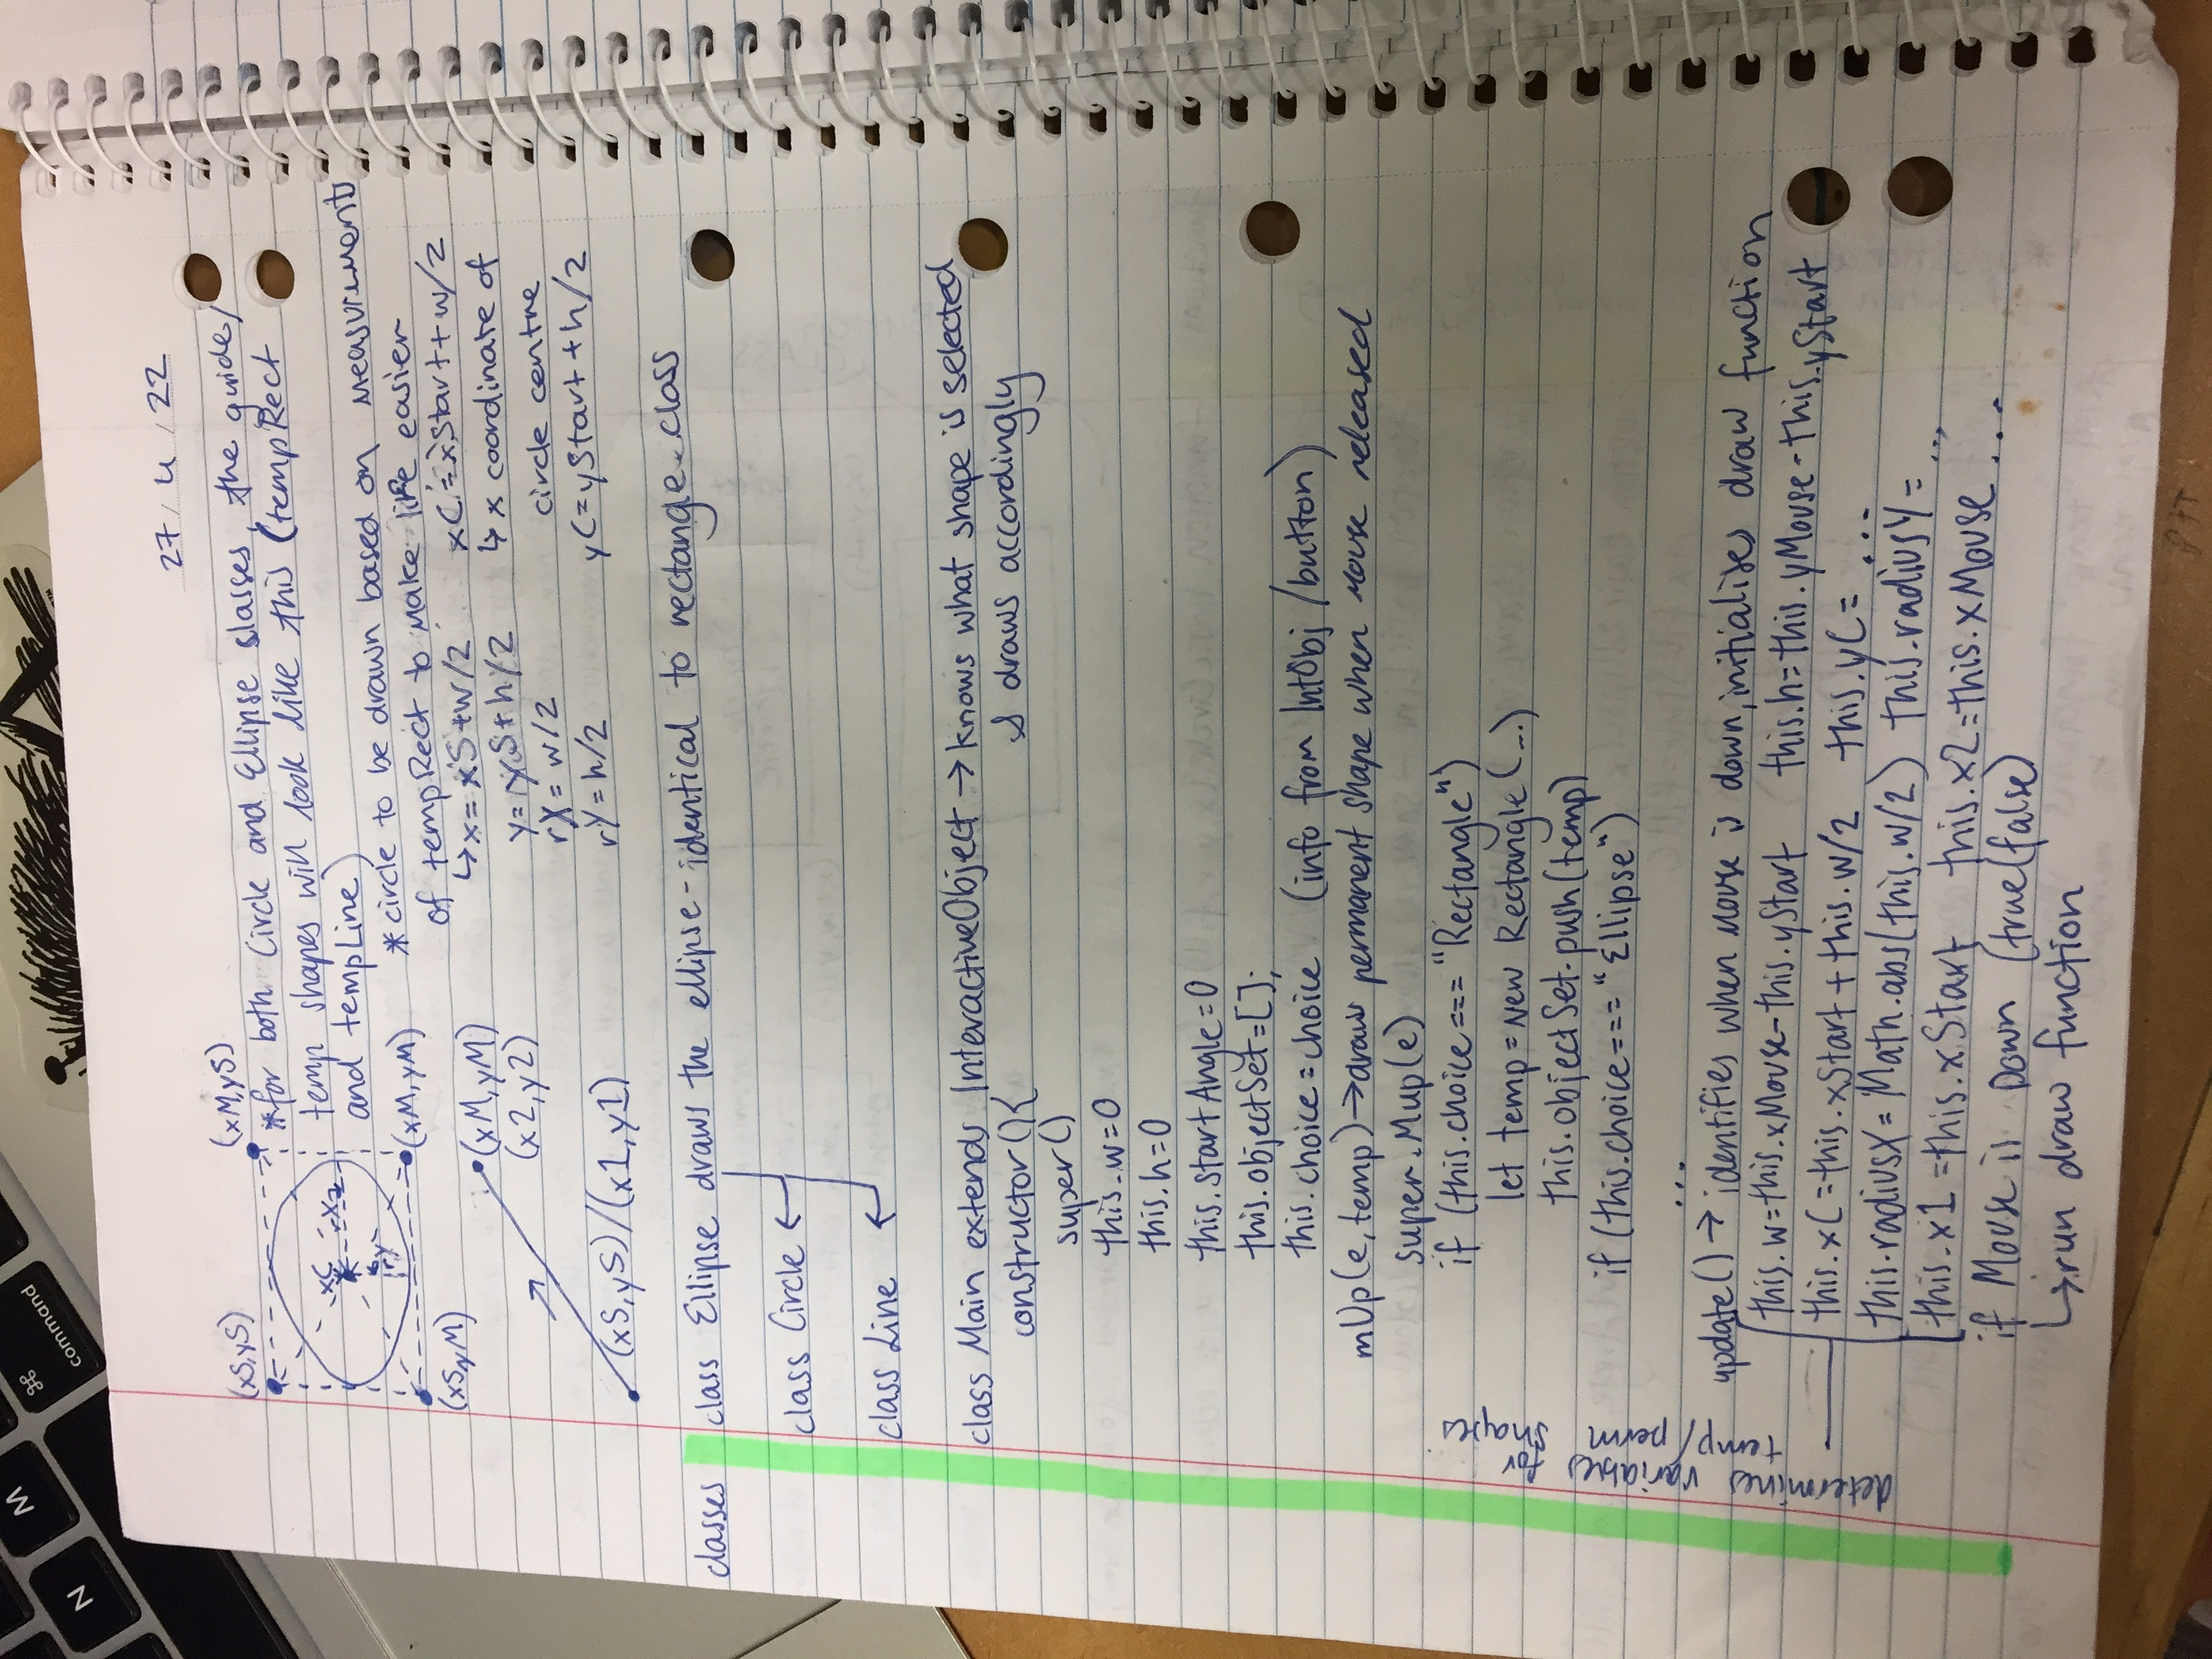 N
M
⌘
command
27/4/22
(xS,yS)
(xM,yS)
*for both Circle and Ellipse slasses, the guide/
temp shapes will look like this (tempRect
and tempLine)
xC
rX
rY
(xM,yM)
(xS,yM)
*circle to be drawn based on measurements
of tempRect to make life easier
↳x=xS+w/2
y=yS+h/2
rX=w/2
rY=h/2
xC=xStart+w/2
↳x coordinate of
circle centre
yC=yStart+h/2
(xM,yM)
(x2,y2)
(xS,yS)/(x1,y1)
classes
class Ellipse draws the ellipse-identical to rectangle class
class Circle ←
class Line ←
class Main extends InteractiveObject → knows what shape is selected
& draws accordingly
constructor(){
super()
this.w=0
this.h=0
this.startAngle=0
this.objectSet=[];
this.choice=choice (info from IntObj/button)
mUp(e,temp)→draws permanent shape when mouse released
super.Mup(e)
if (this.choice==="Rectangle")
let temp=new Rectangle(...)
this.objectSet.push(temp)
if (this.choice==="Ellipse")
...
update()→ identifies when mouse is down, initialises draw function
determines variables for
temp/perm shapes
this.w=this.xMouse-this.yStart this.h=this.yMouse-this.yStart
this.xC=this.xStart+this.w/2 this.yC= ...
this.radiusX=Math.abs(this.w/2) this.radiusY= ...
this.x1=this.xStart this.x2=this.xMouse ...
if Mouse is Down (true(false)
↳run draw function